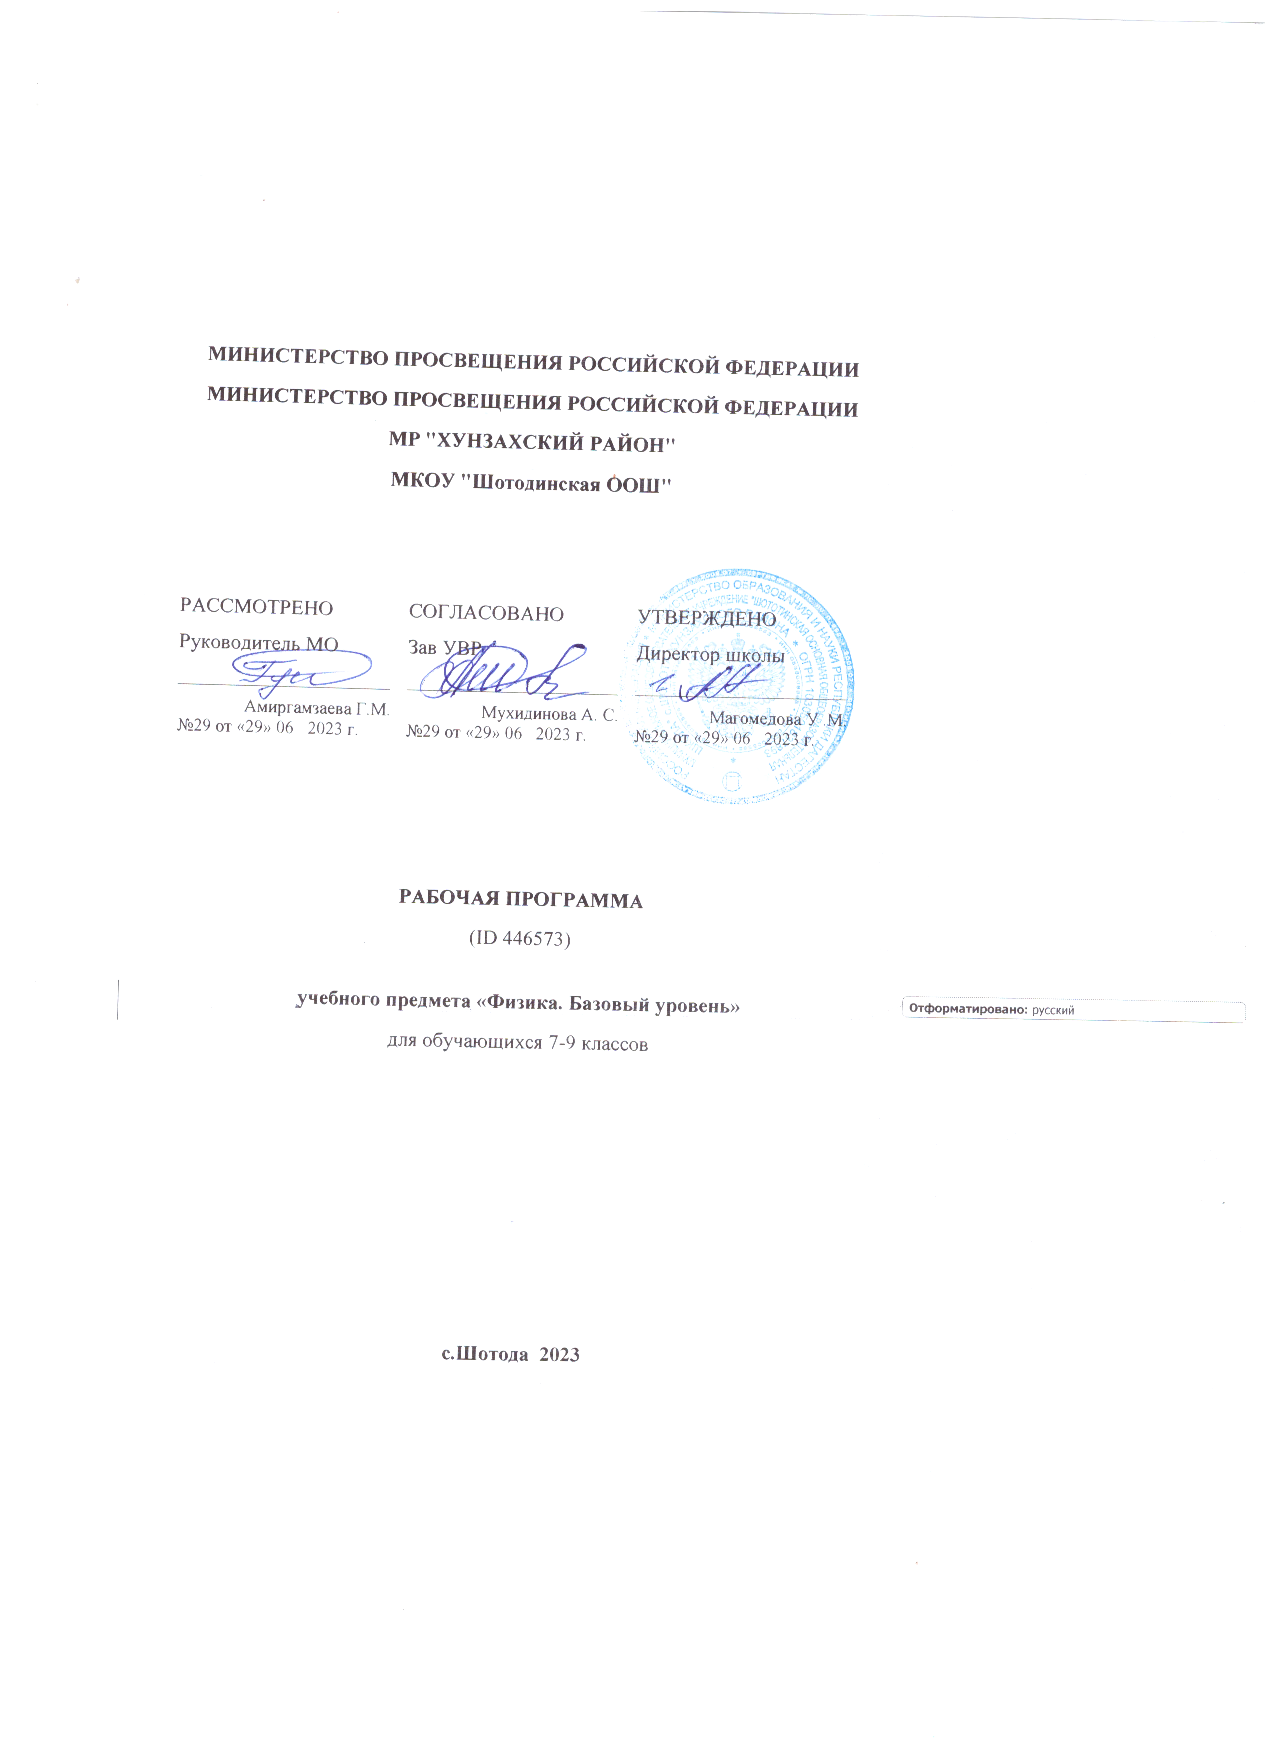 МИНИСТЕРСТВО ПРОСВЕЩЕНИЯ РОССИЙСКОЙ ФЕДЕРАЦИИ
МИНИСТЕРСТВО ПРОСВЕЩЕНИЯ РОССИЙСКОЙ ФЕДЕРАЦИИ
МР "ХУНЗАХСКИЙ РАЙОН"
МКОУ "Шотодинская ООШ"
РАССМОТРЕНО
Руководитель МО
Амиргамзаева Г.М.
№29 от «29» 06 2023 г.
СОГЛАСОВАНО
Зав УВР
Мухидинова А. С.
№29 от «29» 06 2023 г.
УТВЕРЖДЕНО
Директор школы
Магомедова У .М.
№29 от «29» 06 2023 г.
РАБОЧАЯ ПРОГРАММА
(ID 446573)
учебного предмета «Физика. Базовый уровень»
Отформатировано: русский
для обучающихся 7-9 классов
с.Шотода 2023